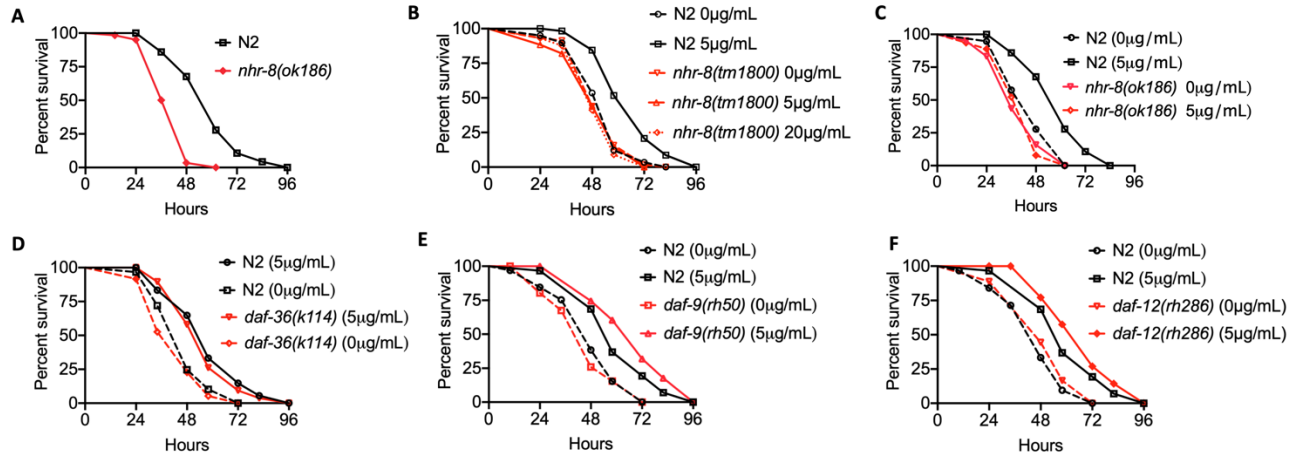 A
Percent survival
100
75
50
25
0
0 24 48 72 96
Hours
N2
nhr-8(ok186)
B
Percent survival
100
75
50
25
0
0 24 48 72 96
Hours
N2 0µg/mL
N2 5µg/mL
nhr-8(tm1800) 0µg/mL
nhr-8(tm1800) 5µg/mL
nhr-8(tm1800) 20µg/mL
C
Percent survival
100
75
50
25
0
0 24 48 72 96
Hours
N2 (0µg/mL)
N2 (5µg/mL)
nhr-8(ok186) 0µg/mL
nhr-8(ok186) 5µg/mL
D
Percent survival
100
75
50
25
0
0 24 48 72 96
Hours
N2 (5µg/mL)
N2 (0µg/mL)
daf-36(k114) (5µg/mL)
daf-36(k114) (0µg/mL)
E
Percent survival
100
75
50
25
0
0 24 48 72 96
Hours
N2 (0µg/mL)
N2 (5µg/mL)
daf-9(rh50) (0µg/mL)
daf-9(rh50) (5µg/mL)
F
Percent survival
100
75
50
25
0
0 24 48 72 96
Hours
N2 (0µg/mL)
N2 (5µg/mL)
daf-12(rh286) (0µg/mL)
daf-12(rh286) (5µg/mL)